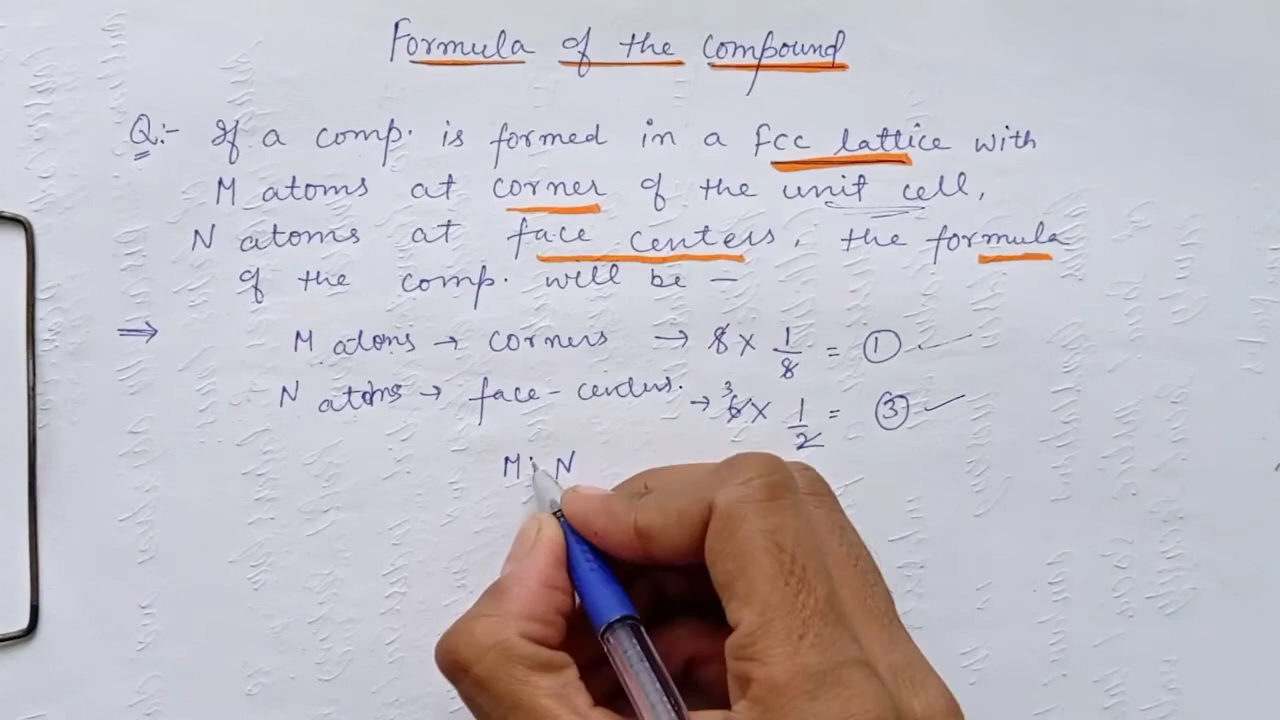 Formula of the compound
Q:- If a comp. is formed in a fcc lattice with
M atoms at corner of the unit cell,
N atoms at face centers, the formula
of the comp. will be -
⇒ M atoms → corners → 8 × 1/8 = ① ✓
N atoms → face-centers. → 6 × 1/2 = ③ ✓
3
M : N